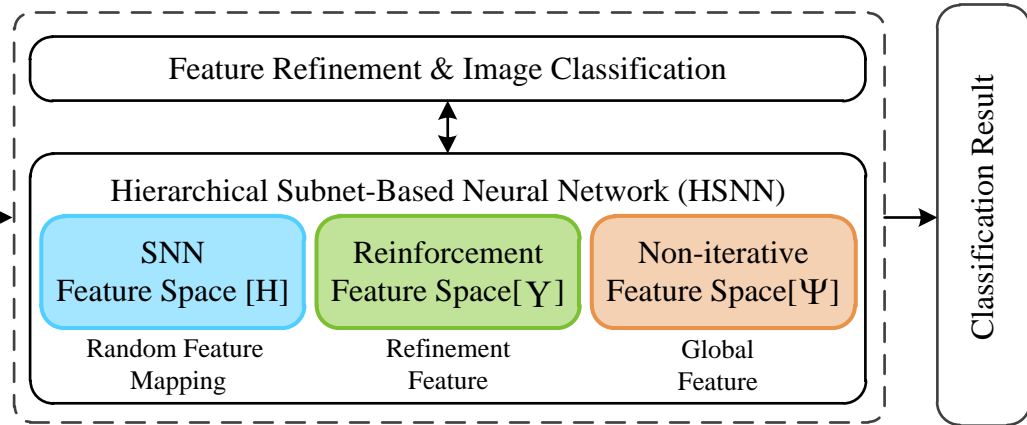 Feature Refinement & Image Classification
Hierarchical Subnet-Based Neural Network (HSNN)
SNN
Feature Space [H]
Reinforcement
Feature Space[Υ]
Non-iterative
Feature Space[Ψ]
Random Feature
Mapping
Refinement
Feature
Global
Feature
Classification Result